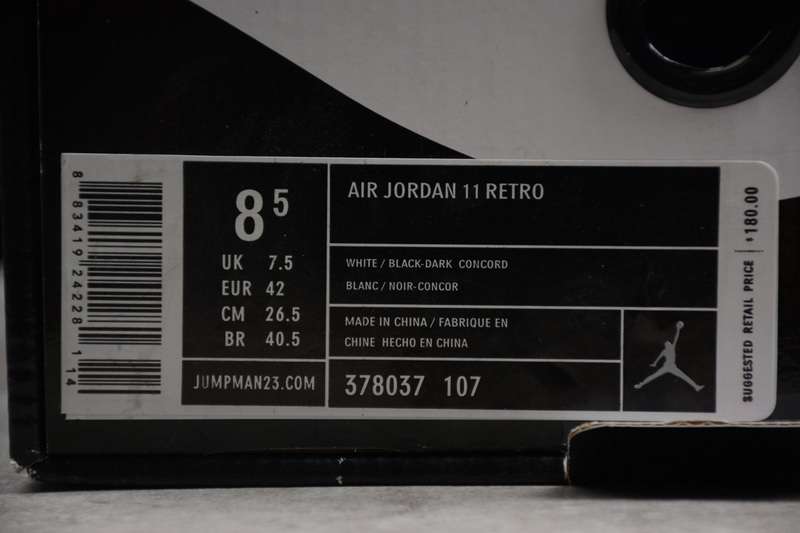 8 83419 24228 1 14
8 5
UK 7.5
EUR 42
CM 26.5
BR 40.5
JUMPMAN23.COM
AIR JORDAN 11 RETRO
WHITE / BLACK-DARK CONCORD
BLANC / NOIR-CONCOR
MADE IN CHINA / FABRIQUE EN
CHINE HECHO EN CHINA
378037 107
SUGGESTED RETAIL PRICE $180.00